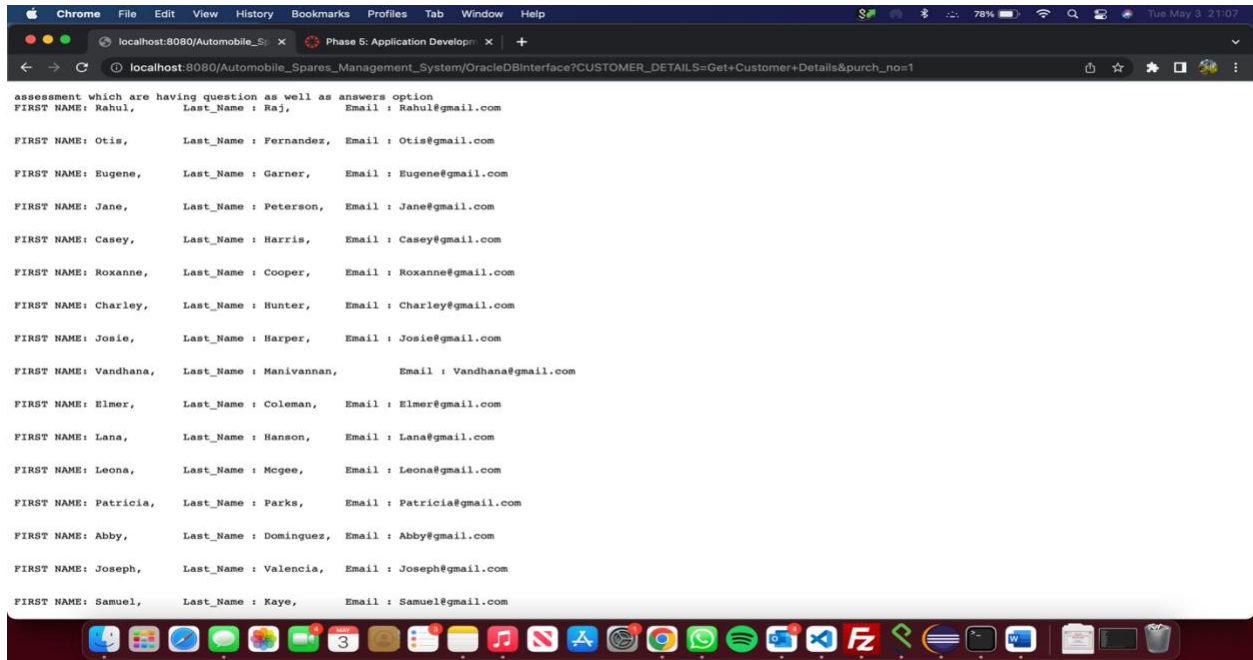 Chrome File Edit View History Bookmarks Profiles Tab Window Help 78% Tue May 3 21:07
localhost:8080/Automobile_Sp Phase 5: Application Developm
localhost:8080/Automobile_Spares_Management_System/OracleDBInterface?CUSTOMER_DETAILS=Get+Customer+Details&purch_no=1
assessment which are having question as well as answers option
FIRST NAME: Rahul, Last_Name : Raj, Email : Rahul@gmail.com
FIRST NAME: Otis, Last_Name : Fernandez, Email : Otis@gmail.com
FIRST NAME: Eugene, Last_Name : Garner, Email : Eugene@gmail.com
FIRST NAME: Jane, Last_Name : Peterson, Email : Jane@gmail.com
FIRST NAME: Casey, Last_Name : Harris, Email : Casey@gmail.com
FIRST NAME: Roxanne, Last_Name : Cooper, Email : Roxanne@gmail.com
FIRST NAME: Charley, Last_Name : Hunter, Email : Charley@gmail.com
FIRST NAME: Josie, Last_Name : Harper, Email : Josie@gmail.com
FIRST NAME: Vandhana, Last_Name : Manivannan, Email : Vandhana@gmail.com
FIRST NAME: Elmer, Last_Name : Coleman, Email : Elmer@gmail.com
FIRST NAME: Lana, Last_Name : Hanson, Email : Lana@gmail.com
FIRST NAME: Leona, Last_Name : Mcgee, Email : Leona@gmail.com
FIRST NAME: Patricia, Last_Name : Parks, Email : Patricia@gmail.com
FIRST NAME: Abby, Last_Name : Dominguez, Email : Abby@gmail.com
FIRST NAME: Joseph, Last_Name : Valencia, Email : Joseph@gmail.com
FIRST NAME: Samuel, Last_Name : Kaye, Email : Samuel@gmail.com
MAY
3